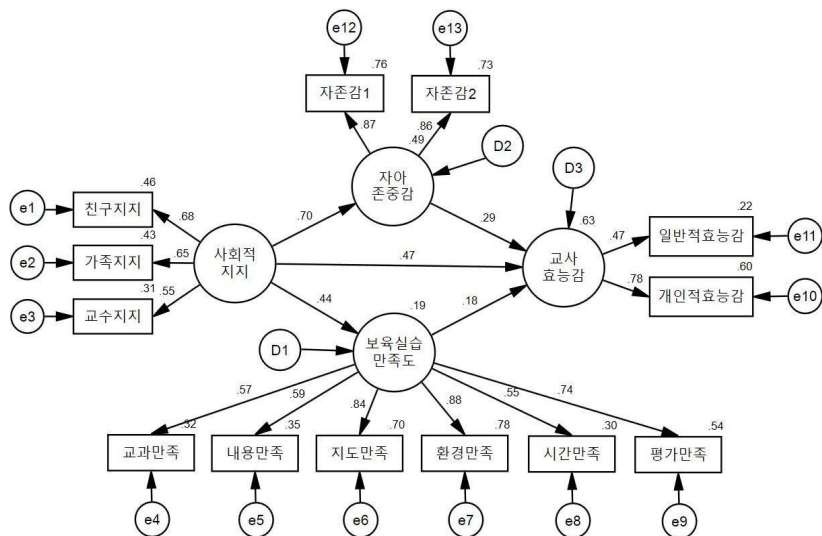 e12
e13
.76
.73
자존감1
자존감2
.87
.86
.49
D2
D3
자아
존중감
e1
.46
친구지지
.68
.70
.29
.63
.22
.47
일반적효능감
e11
e2
.43
가족지지
.65
사회적
지지
.47
교사
효능감
.78
.60
개인적효능감
e10
e3
.31
교수지지
.55
.44
.19
.18
D1
보육실습
만족도
.57
.59
.84
.88
.55
.74
.32
.35
.70
.78
.30
.54
교과만족
내용만족
지도만족
환경만족
시간만족
평가만족
e4
e5
e6
e7
e8
e9